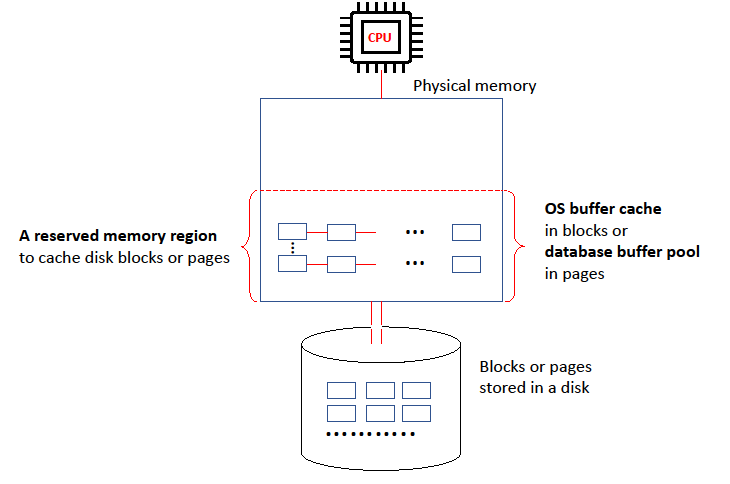 CPU
Physical memory
A reserved memory region
to cache disk blocks or pages
OS buffer cache
in blocks or
database buffer pool
in pages
Blocks or pages
stored in a disk